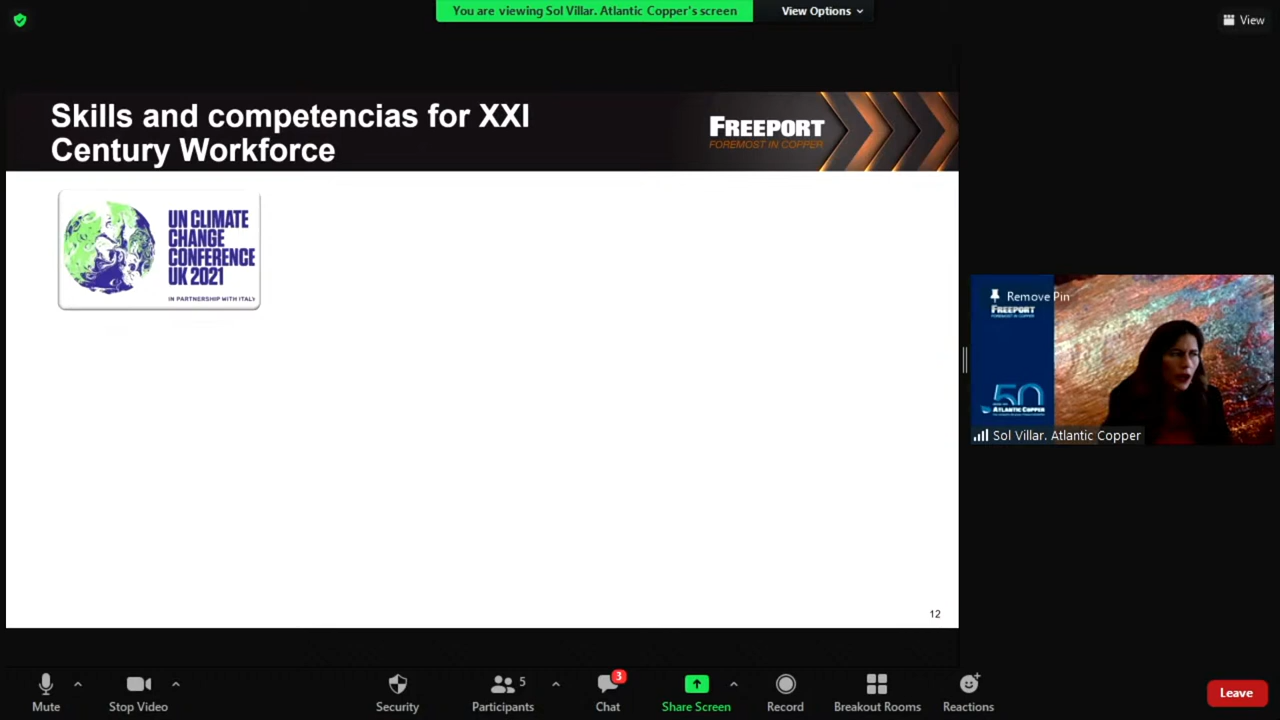 You are viewing Sol Villar. Atlantic Copper's screen
View Options
View
Skills and competencias for XXI
Century Workforce
FREEPORT
FOREMOST IN COPPER
UN CLIMATE
CHANGE
CONFERENCE
UK 2021
IN PARTNERSHIP WITH ITALY
12
Remove Pin
FREEPORT
FOREMOST IN COPPER
50
ATLANTIC COPPER
Sol Villar. Atlantic Copper
Mute
Stop Video
Security
5
Participants
3
Chat
Share Screen
Record
Breakout Rooms
Reactions
Leave